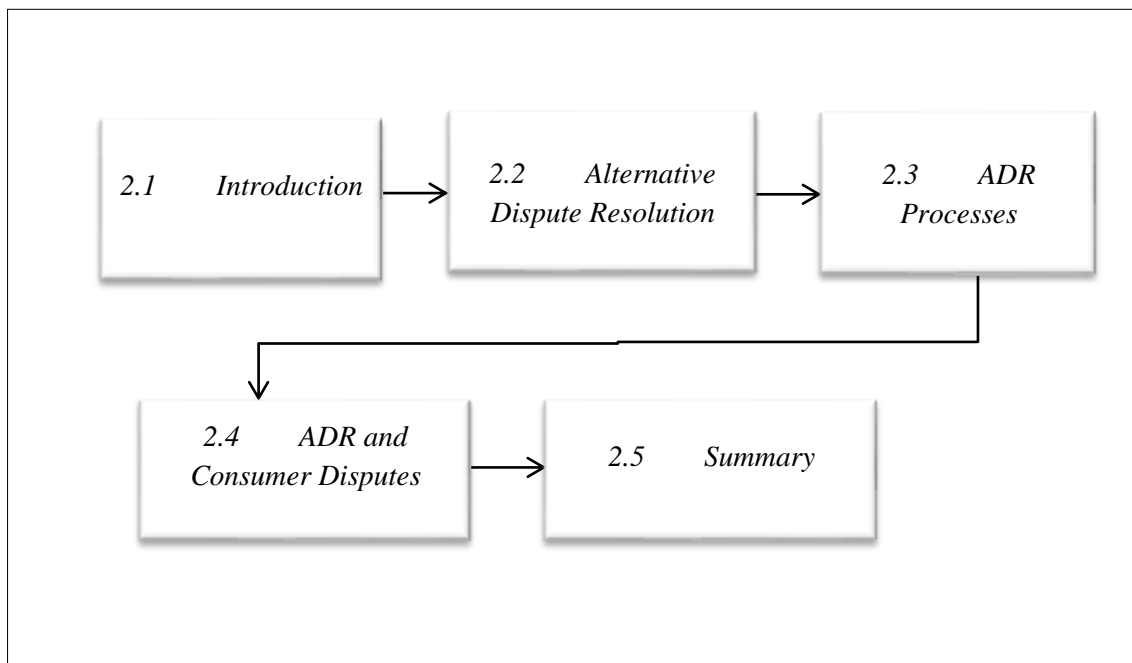 2.1 Introduction
2.2 Alternative
Dispute Resolution
2.3 ADR
Processes
2.4 ADR and
Consumer Disputes
2.5 Summary